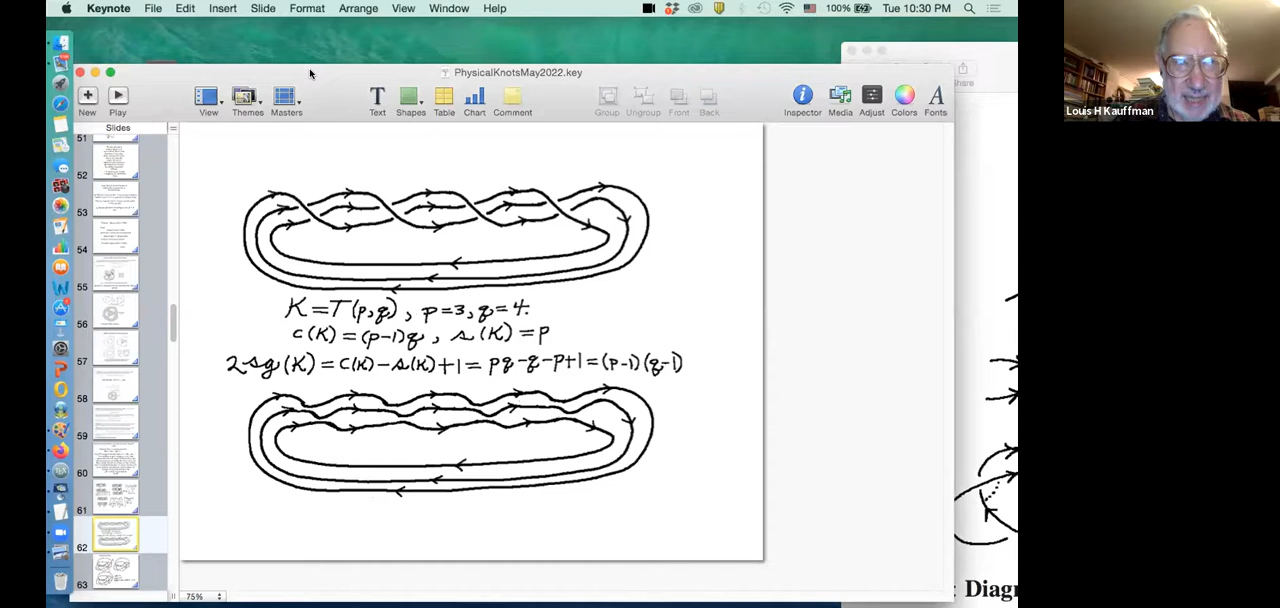 Keynote File Edit Insert Slide Format Arrange View Window Help 100% Tue 10:30 PM
PhysicalKnotsMay2022.key
New Play View Themes Masters Text Shapes Table Chart Comment Group Ungroup Front Back Inspector Media Adjust Colors Fonts
Share
Louis H Kauffman
Slides
51
52
53
54
55
56
57
58
59
60
61
62
63
K = T(p,q), p=3, q=4.
c(K) = (p-1)q, s(K) = p
2sg(K) = c(K) - s(K) + 1 = pq - q - p + 1 = (p-1)(q-1)
75%
: Diagn